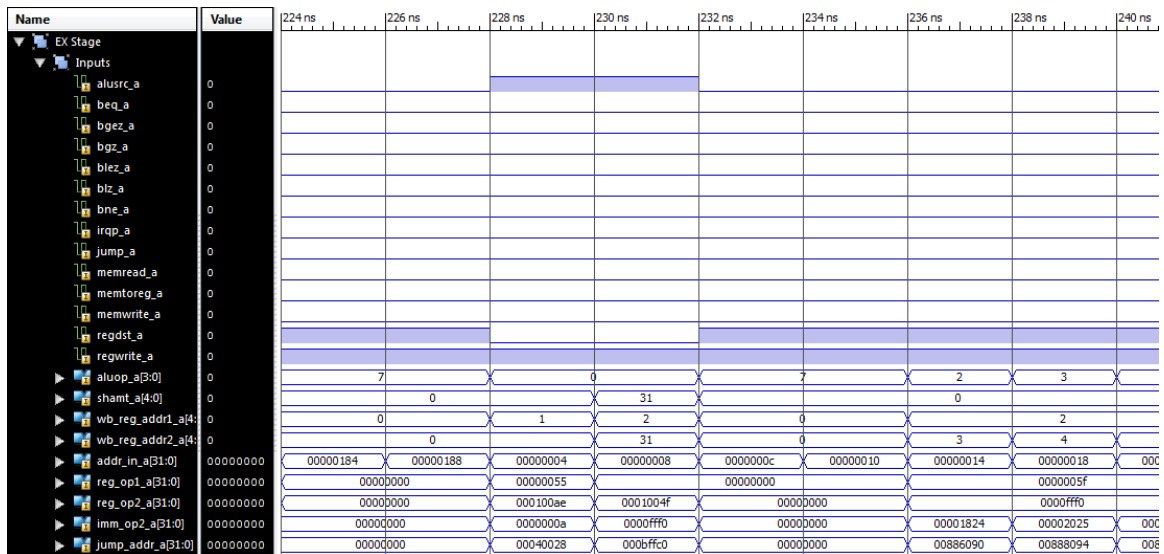 Name Value 224 ns 226 ns 228 ns 230 ns 232 ns 234 ns 236 ns 238 ns 240 ns
EX Stage
Inputs
alusrc_a 0
beq_a 0
bgez_a 0
bgz_a 0
blez_a 0
blz_a 0
bne_a 0
irqp_a 0
jump_a 0
memread_a 0
memtoreg_a 0
memwrite_a 0
regdst_a 0
regwrite_a 0
aluop_a[3:0] 0 7 0 7 2 3
shamt_a[4:0] 0 0 31 0
wb_reg_addr1_a[4: 0 0 1 2 0 2
wb_reg_addr2_a[4: 0 0 31 0 3 4
addr_in_a[31:0] 00000000 00000184 00000188 00000004 00000008 0000000c 00000010 00000014 00000018 000
reg_op1_a[31:0] 00000000 00000000 00000055 00000000 0000005f
reg_op2_a[31:0] 00000000 00000000 000100ae 0001004f 00000000 0000fff0
imm_op2_a[31:0] 00000000 00000000 0000000a 0000fff0 00000000 00001824 00002025 000
jump_addr_a[31:0] 00000000 00000000 00040028 000bffc0 00000000 00886090 00888094 008